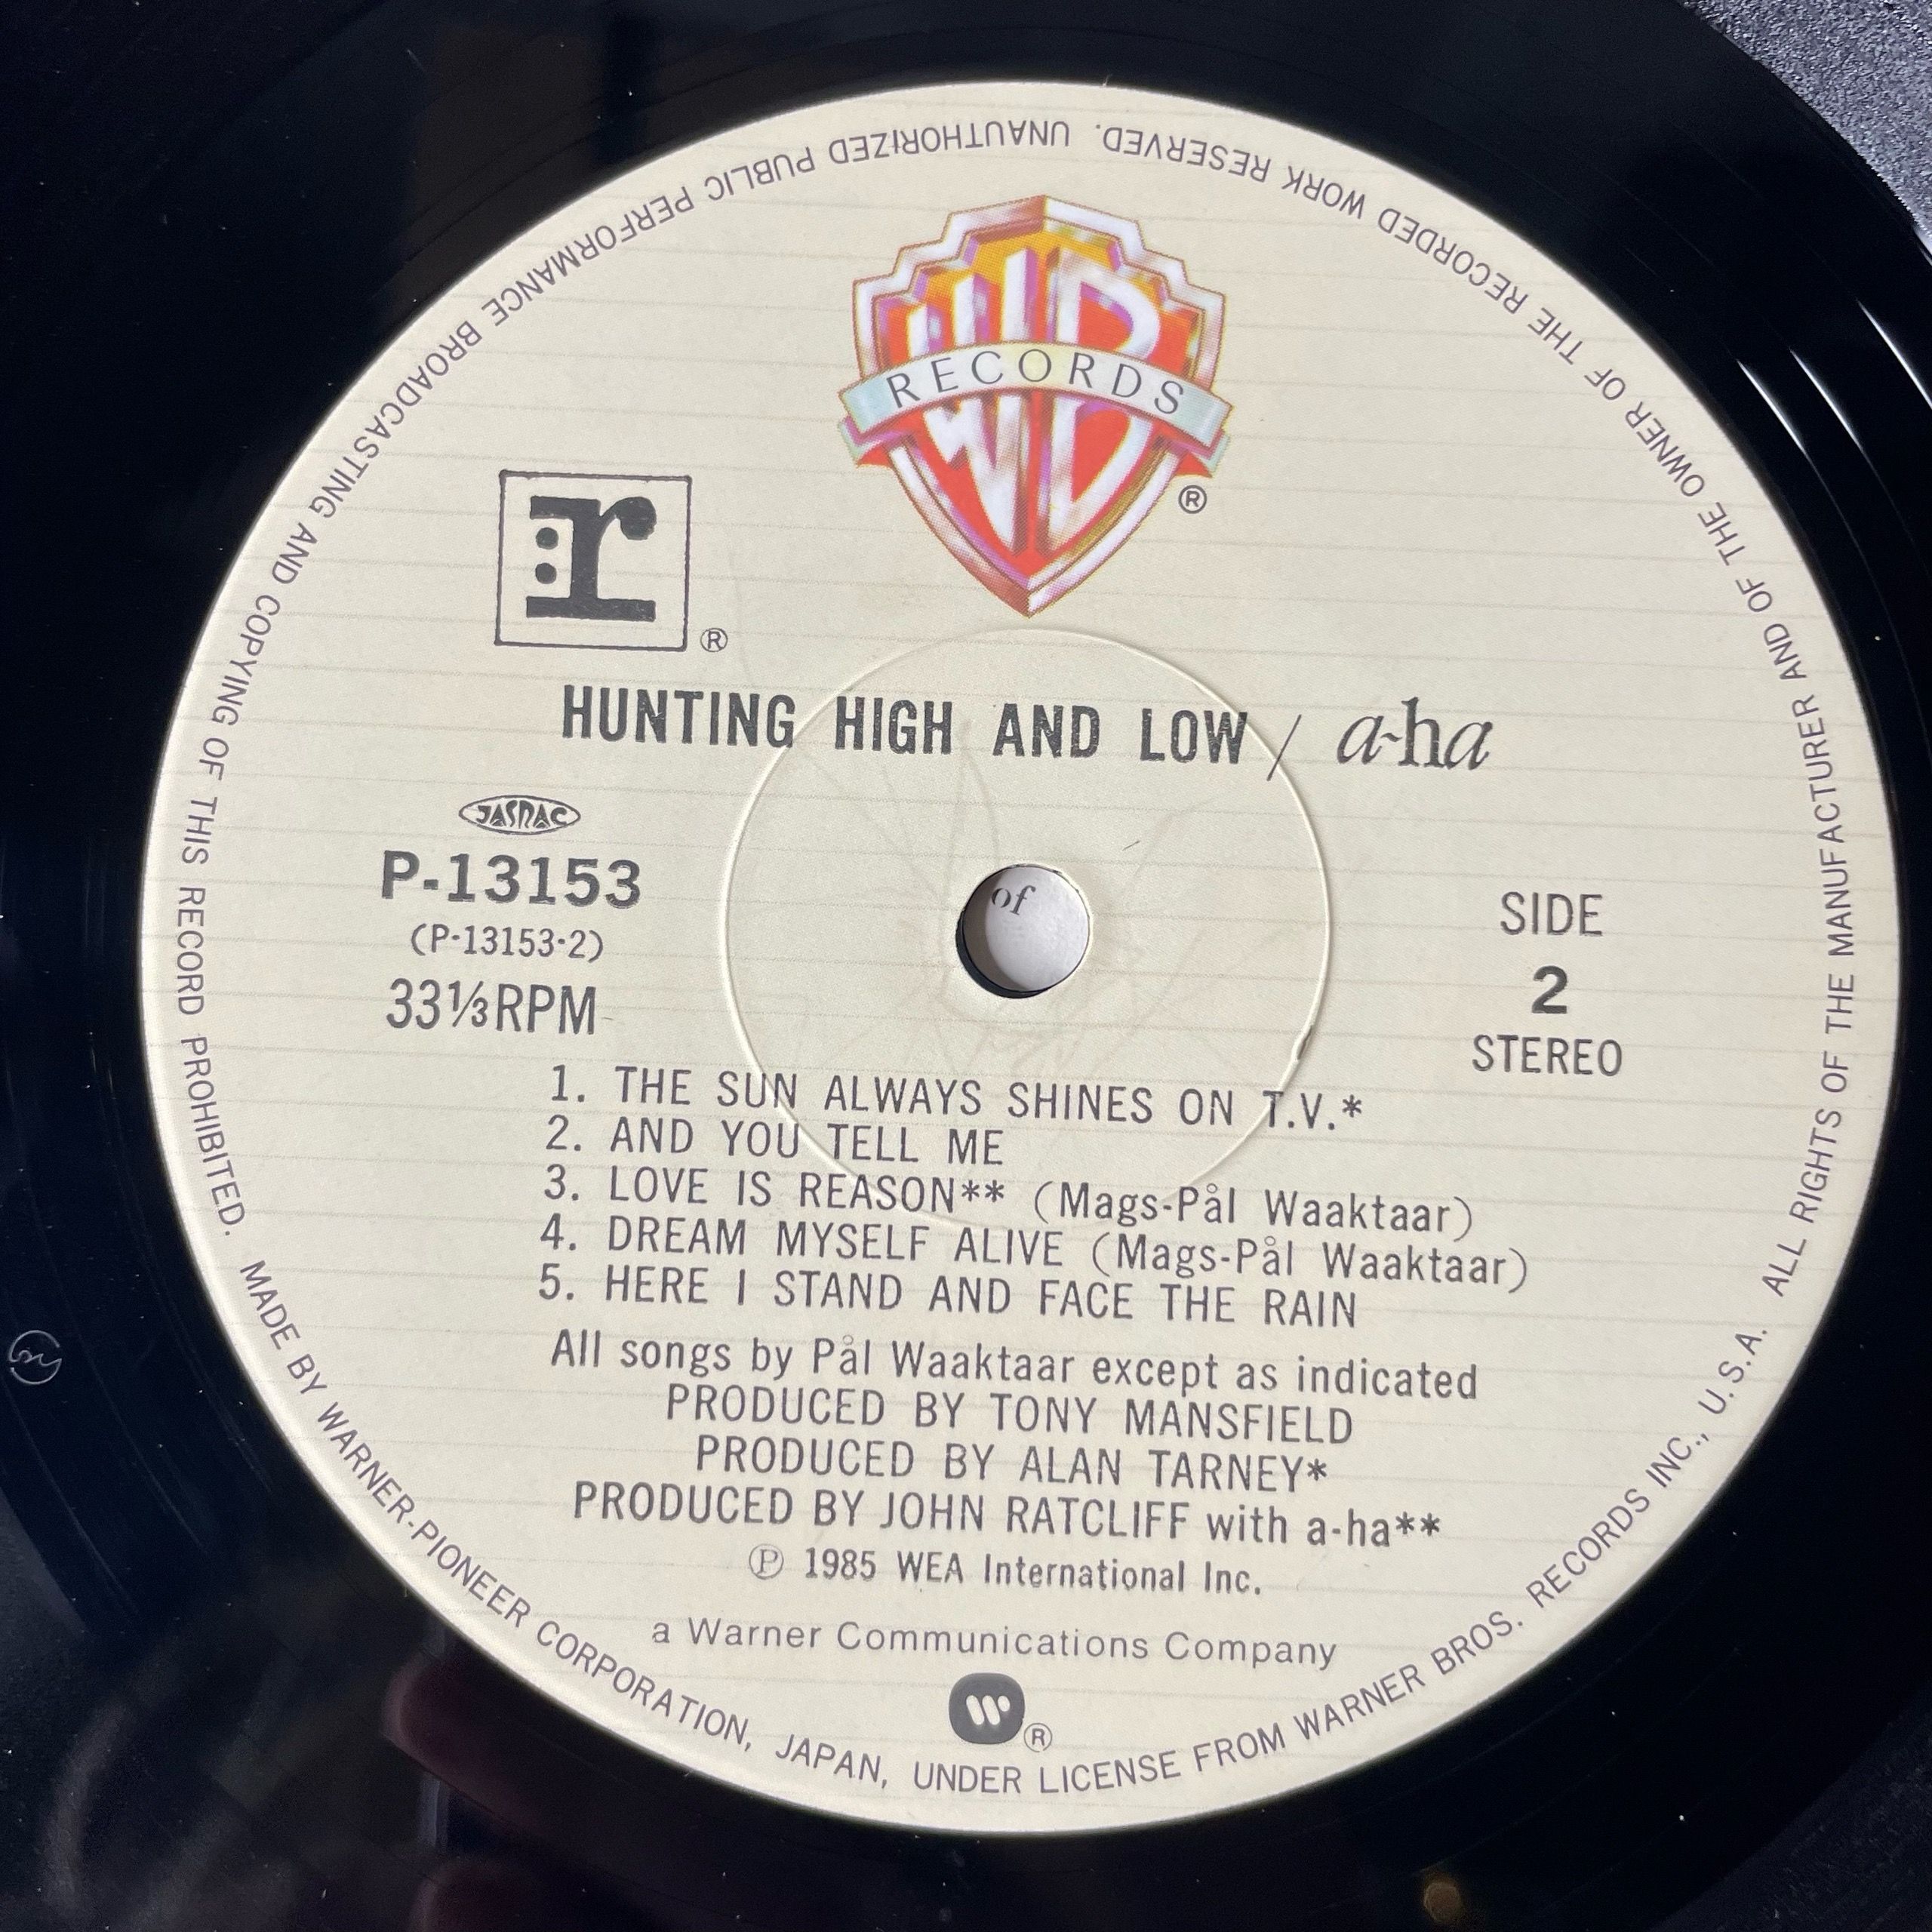 WB
RECORDS
®
r
®
HUNTING HIGH AND LOW / a-ha
JASRAC
P-13153
(P-13153-2)
33⅓RPM
SIDE
2
STEREO
of
1. THE SUN ALWAYS SHINES ON T.V.*
2. AND YOU TELL ME
3. LOVE IS REASON** (Mags-Pål Waaktaar)
4. DREAM MYSELF ALIVE (Mags-Pål Waaktaar)
5. HERE I STAND AND FACE THE RAIN
All songs by Pål Waaktaar except as indicated
PRODUCED BY TONY MANSFIELD
PRODUCED BY ALAN TARNEY*
PRODUCED BY JOHN RATCLIFF with a-ha**
Ⓟ 1985 WEA International Inc.
a Warner Communications Company
®
MADE BY WARNER-PIONEER CORPORATION, JAPAN, UNDER LICENSE FROM WARNER BROS. RECORDS INC., U.S.A. ALL RIGHTS OF THE MANUFACTURER AND OF THE OWNER OF THE RECORDED WORK RESERVED. UNAUTHORIZED PUBLIC PERFORMANCE BROADCASTING AND COPYING OF THIS RECORD PROHIBITED.